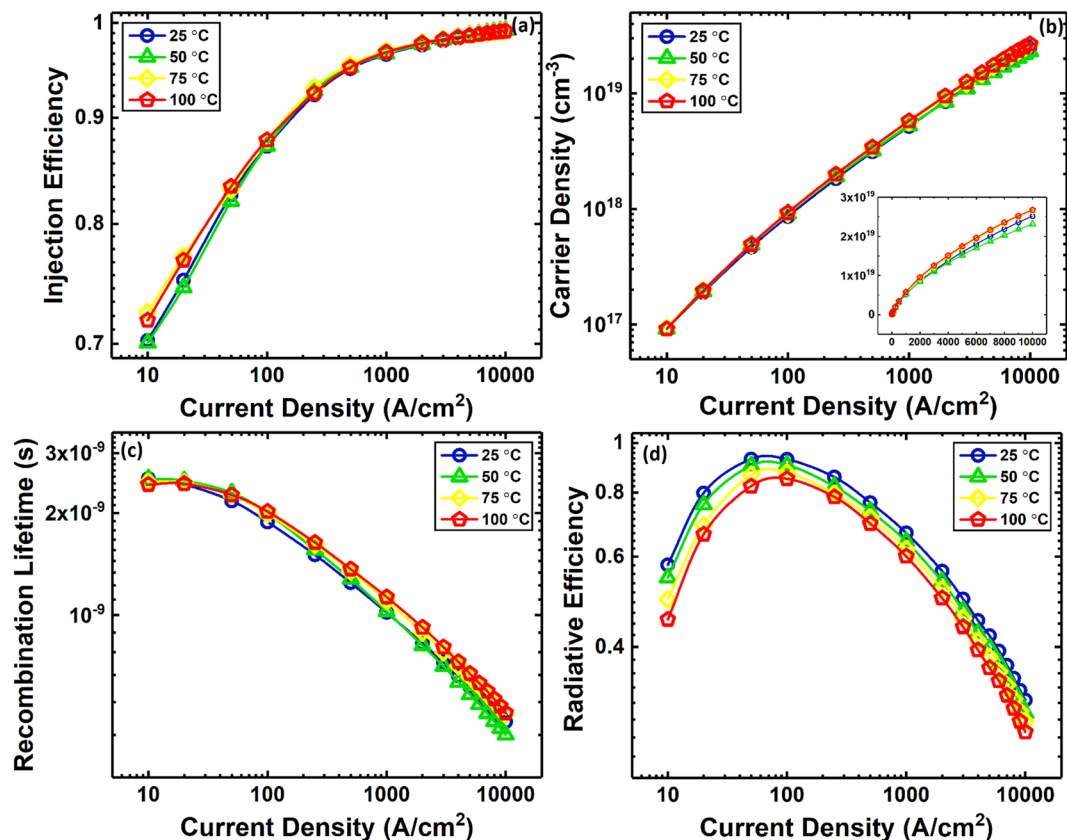 (a)
1
0.9
0.8
0.7
Injection Efficiency
25 °C
50 °C
75 °C
100 °C
10 100 1000 10000
Current Density (A/cm²)
(b)
10¹⁹
10¹⁸
10¹⁷
Carrier Density (cm⁻³)
25 °C
50 °C
75 °C
100 °C
3x10¹⁹
2x10¹⁹
1x10¹⁹
0
0 2000 4000 6000 8000 10000
10 100 1000 10000
Current Density (A/cm²)
(c)
3x10⁻⁹
2x10⁻⁹
10⁻⁹
Recombination Lifetime (s)
25 °C
50 °C
75 °C
100 °C
10 100 1000 10000
Current Density (A/cm²)
(d)
1
0.8
0.6
0.4
Radiative Efficiency
25 °C
50 °C
75 °C
100 °C
10 100 1000 10000
Current Density (A/cm²)